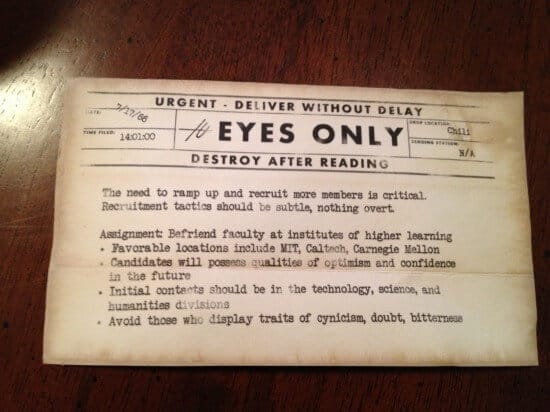 URGENT - DELIVER WITHOUT DELAY
DATE: 7/17/86
TIME FILED: 14:01:00
EYES ONLY
DROP LOCATION: Chili
SENDING STATION: N/A
DESTROY AFTER READING
The need to ramp up and recruit more members is critical.
Recruitment tactics should be subtle, nothing overt.
Assignment: Befriend faculty at institutes of higher learning
• Favorable locations include MIT, Caltech, Carnegie Mellon
• Candidates will possess qualities of optimism and confidence
in the future
• Initial contacts should be in the technology, science, and
humanities divisions
• Avoid those who display traits of cynicism, doubt, bitterness